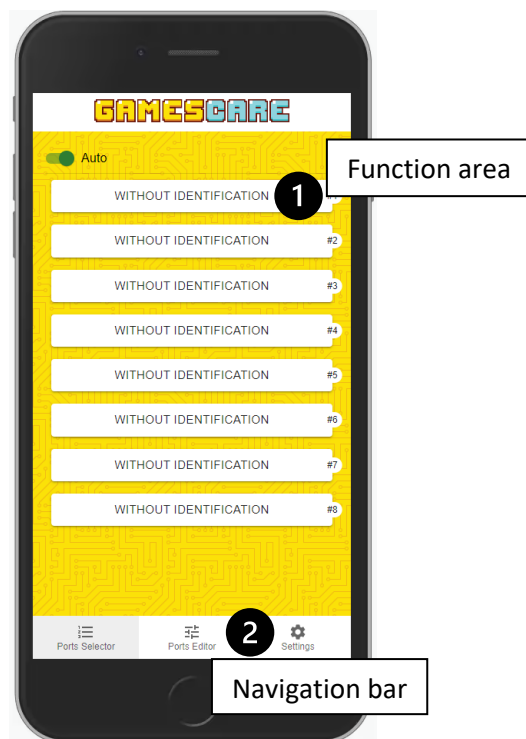 GAMESCARE
Auto
Function area
WITHOUT IDENTIFICATION
1
WITHOUT IDENTIFICATION #2
WITHOUT IDENTIFICATION #3
WITHOUT IDENTIFICATION #4
WITHOUT IDENTIFICATION #5
WITHOUT IDENTIFICATION #6
WITHOUT IDENTIFICATION #7
WITHOUT IDENTIFICATION #8
Ports Selector
Ports Editor
2
Settings
Navigation bar